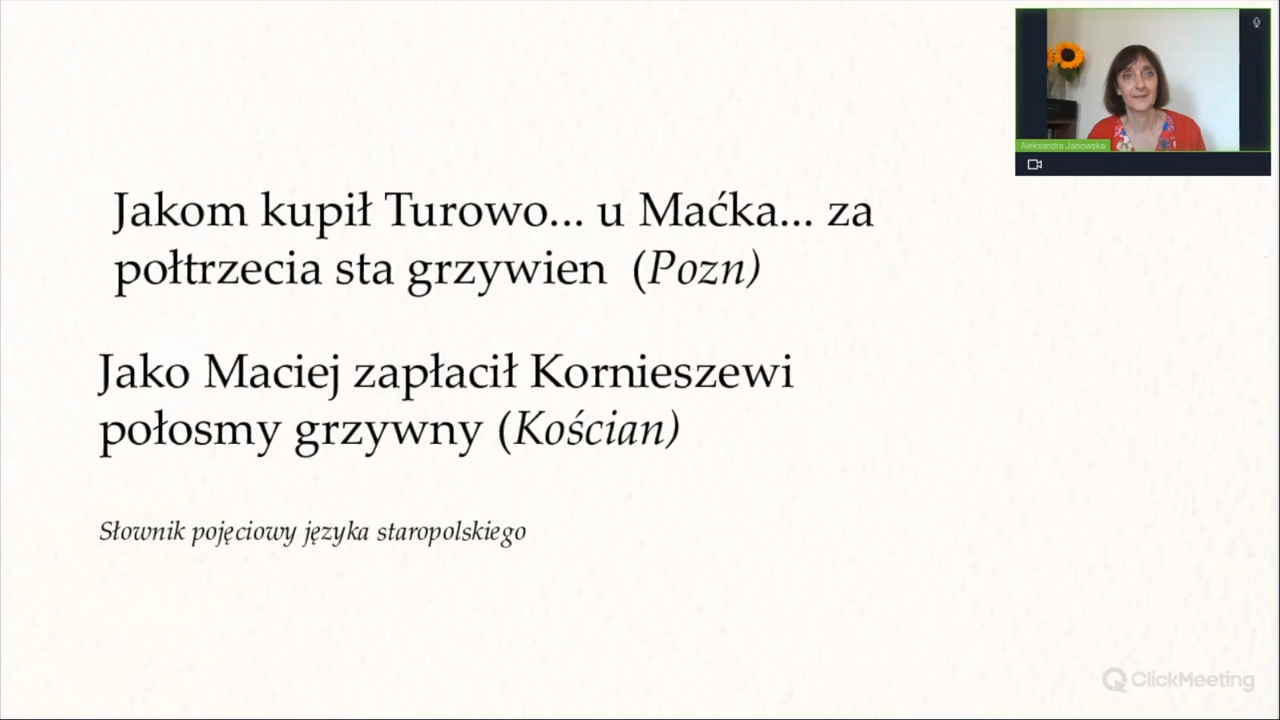 Aleksandra Janowska
Jakom kupił Turowo... u Maćka... za
połtrzecia sta grzywien (Pozn)
Jako Maciej zapłacił Kornieszewi
połosmy grzywny (Kościan)
Słownik pojęciowy języka staropolskiego
ClickMeeting